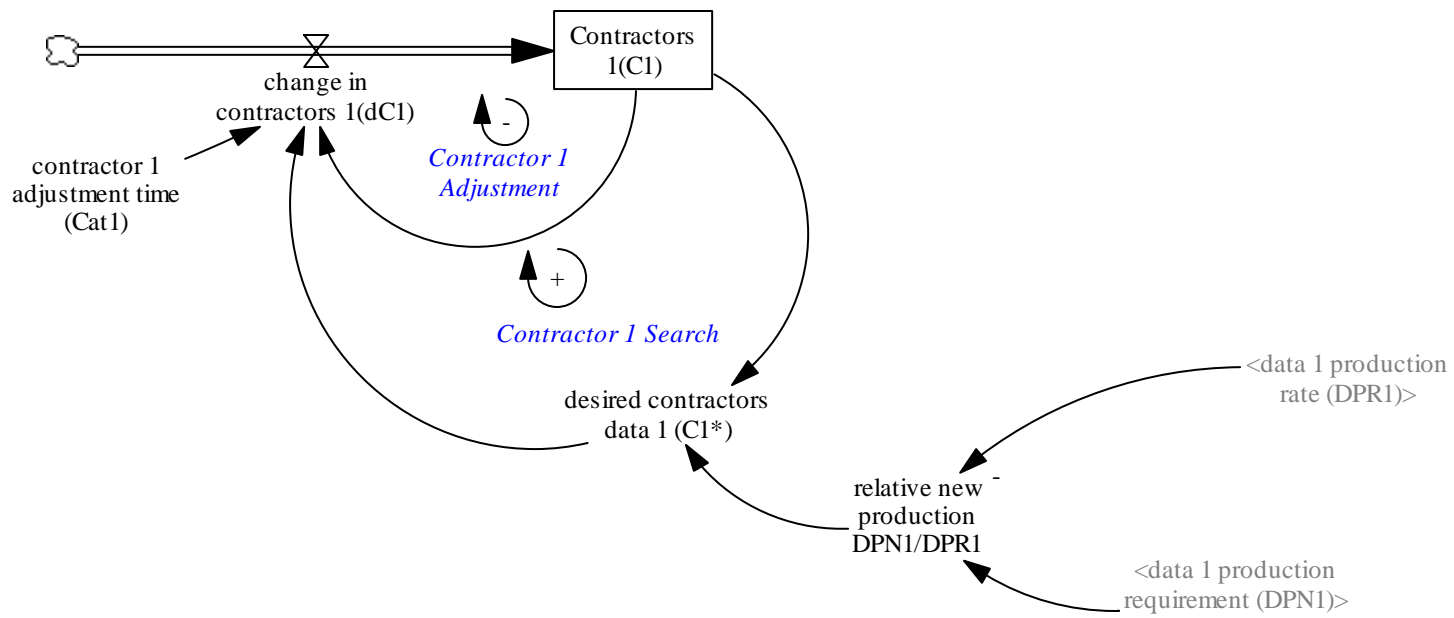 Contractors
1(C1)
change in
contractors 1(dC1)
-
Contractor 1
Adjustment
contractor 1
adjustment time
(Cat1)
+
Contractor 1 Search
<data 1 production
rate (DPR1)>
desired contractors
data 1 (C1*)
relative new -
production
DPN1/DPR1
<data 1 production
requirement (DPN1)>